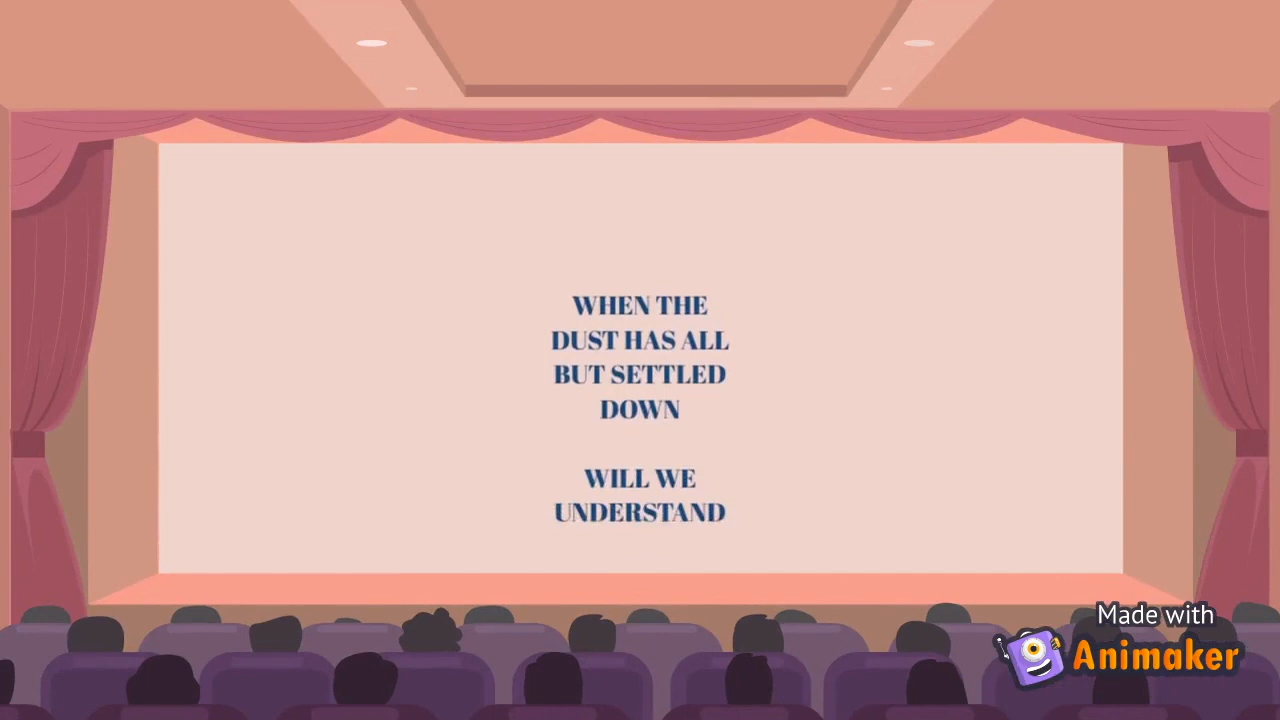 WHEN THE
DUST HAS ALL
BUT SETTLED
DOWN
WILL WE
UNDERSTAND
Made with
Animaker